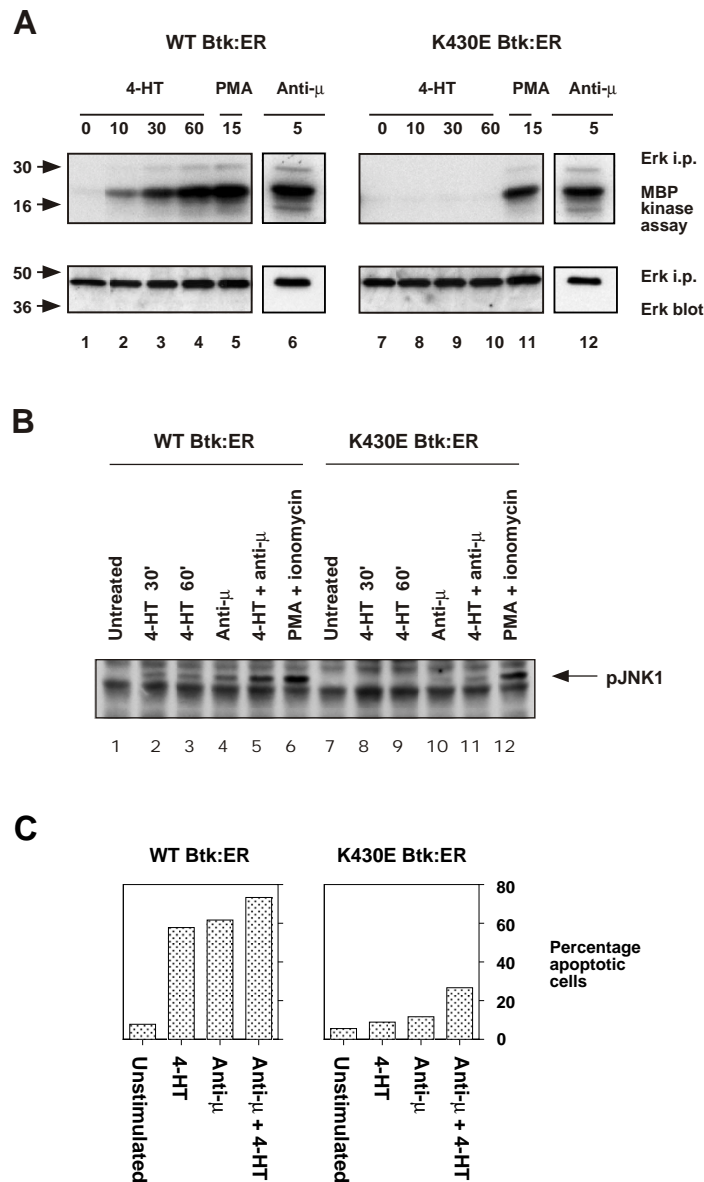 A
WT Btk:ER K430E Btk:ER
4-HT PMA Anti-μ 4-HT PMA Anti-μ
0 10 30 60 15 5 0 10 30 60 15 5
30 Erk i.p.
16 MBP
kinase
assay
50 Erk i.p.
36 Erk blot
1 2 3 4 5 6 7 8 9 10 11 12
B
WT Btk:ER K430E Btk:ER
Untreated
4-HT 30'
4-HT 60'
Anti-μ
4-HT + anti-μ
PMA + ionomycin
Untreated
4-HT 30'
4-HT 60'
Anti-μ
4-HT + anti-μ
PMA + ionomycin
pJNK1
1 2 3 4 5 6 7 8 9 10 11 12
C
WT Btk:ER K430E Btk:ER
80
60
40
20
0
Percentage
apoptotic
cells
Unstimulated
4-HT
Anti-μ
Anti-μ + 4-HT
Unstimulated
4-HT
Anti-μ
Anti-μ + 4-HT